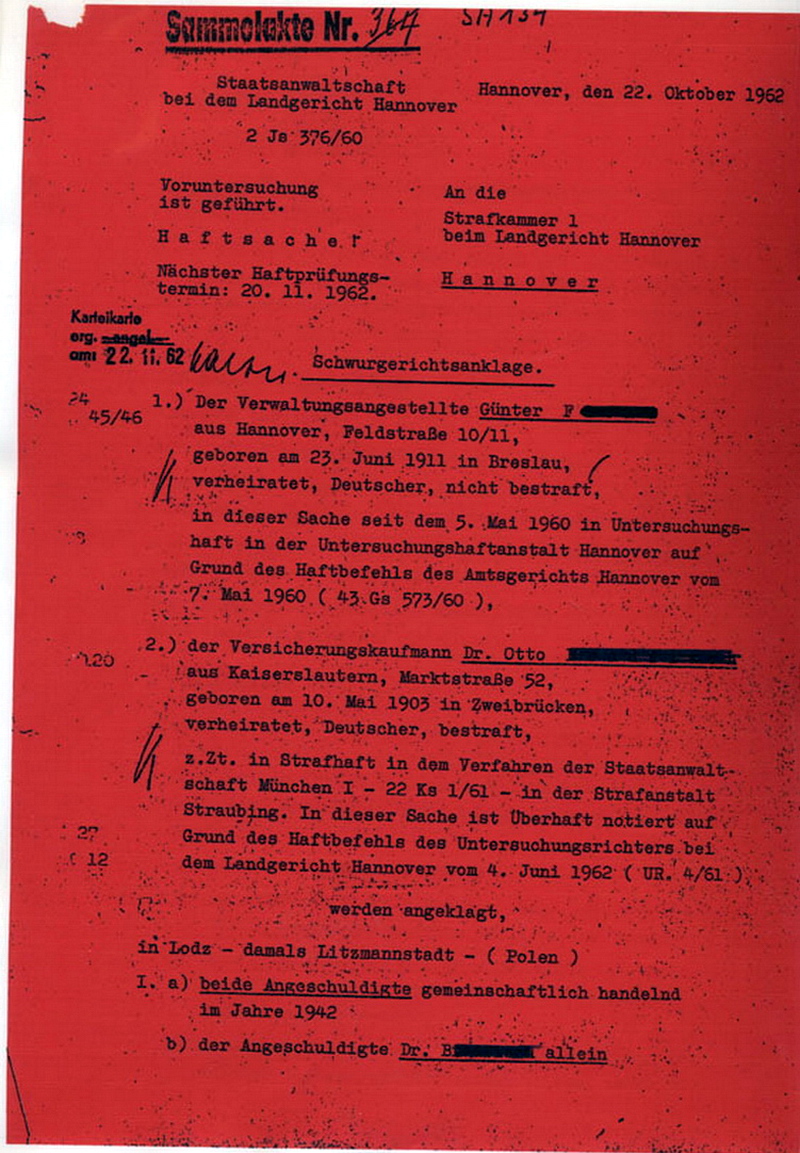 Sammelakte Nr. 367
SA 134
Staatsanwaltschaft
bei dem Landgericht Hannover
Hannover, den 22. Oktober 1962
2 Js 376/60
Voruntersuchung
ist geführt.
H a f t s a c h e !
Nächster Haftprüfungs-
termin: 20. 11. 1962.
An die
Strafkammer 1
beim Landgericht Hannover
H a n n o v e r
Karteikarte
erg. angel.
am: 22. 11. 62
Schwurgerichtsanklage.
24
45/46
1.) Der Verwaltungsangestellte Günter F
aus Hannover, Feldstraße 10/11,
geboren am 23. Juni 1911 in Breslau,
verheiratet, Deutscher, nicht bestraft,
in dieser Sache seit dem 5. Mai 1960 in Untersuchungs-
haft in der Untersuchungshaftanstalt Hannover auf
Grund des Haftbefehls des Amtsgerichts Hannover vom
7. Mai 1960 ( 43 Gs 573/60 ),
2.) der Versicherungskaufmann Dr. Otto
aus Kaiserslautern, Marktstraße 52,
geboren am 10. Mai 1903 in Zweibrücken,
verheiratet, Deutscher, bestraft,
z.Zt. in Strafhaft in dem Verfahren der Staatsanwalt-
schaft München I - 22 Ks 1/61 - in der Strafanstalt
Straubing. In dieser Sache ist Überhaft notiert auf
27
Grund des Haftbefehls des Untersuchungsrichters bei
12
dem Landgericht Hannover vom 4. Juni 1962 ( UR. 4/61 ),
werden angeklagt,
in Lodz - damals Litzmannstadt - ( Polen )
I. a) beide Angeschuldigte gemeinschaftlich handelnd
im Jahre 1942
b) der Angeschuldigte Dr. B allein